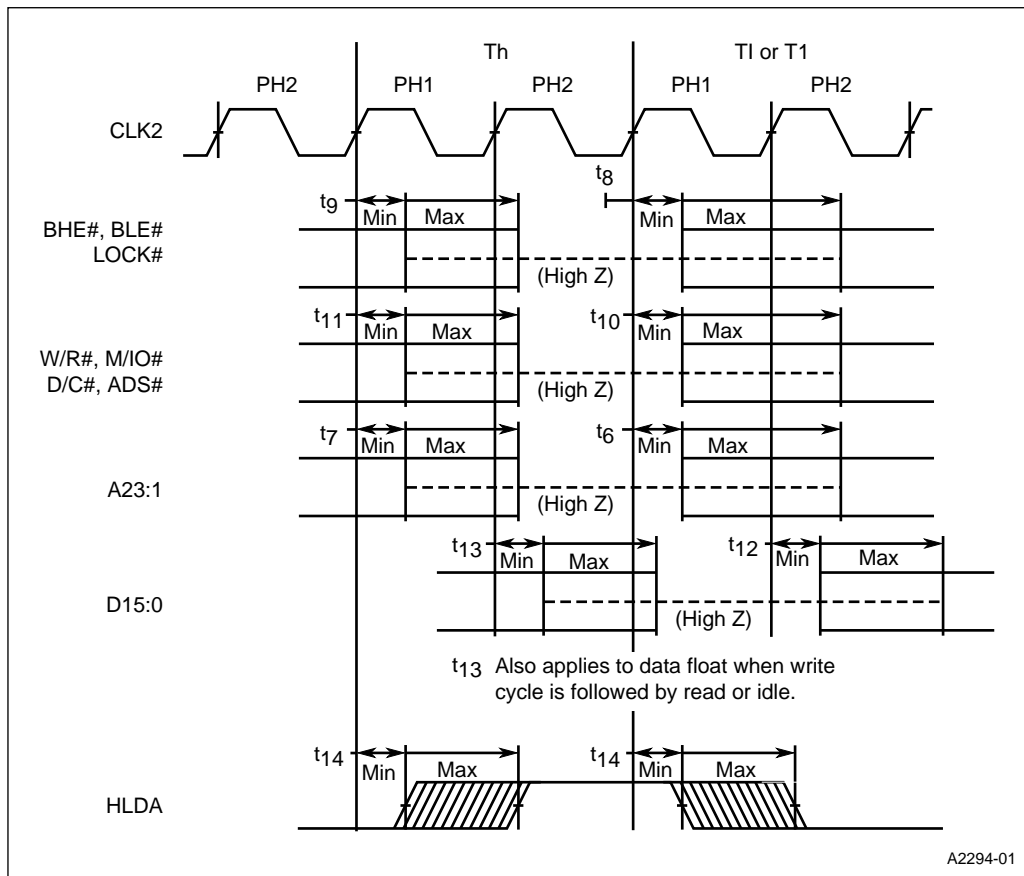 Th TI or T1
PH2 PH1 PH2 PH1 PH2
CLK2
t9 Min Max t8 Min Max
BHE#, BLE#
LOCK#
(High Z)
t11 Min Max t10 Min Max
W/R#, M/IO#
D/C#, ADS#
(High Z)
t7 Min Max t6 Min Max
A23:1
(High Z)
t13 Min Max t12 Min Max
D15:0
(High Z)
t13 Also applies to data float when write
cycle is followed by read or idle.
t14 Min Max t14 Min Max
HLDA
A2294-01